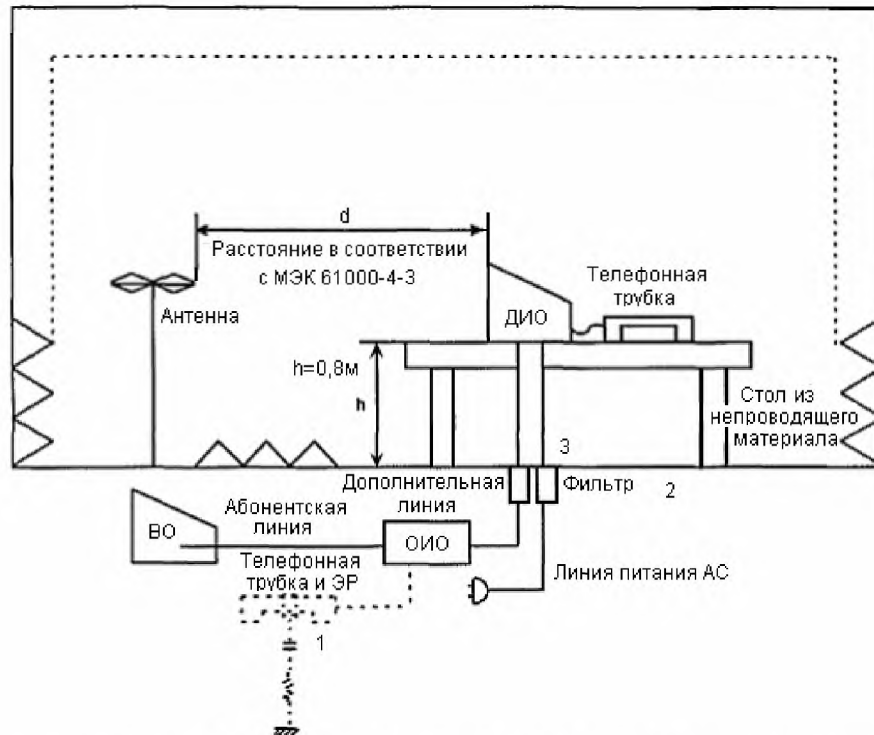 d
Расстояние в соответствии
с МЭК 61000-4-3
Антенна
ДИО
Телефонная
трубка
h=0,8м
h
Стол из
непроводящего
материала
3
Дополнительная
линия
Фильтр
2
ВО
Абонентская
линия
ОИО
Телефонная
трубка и ЭР
Линия питания АС
1